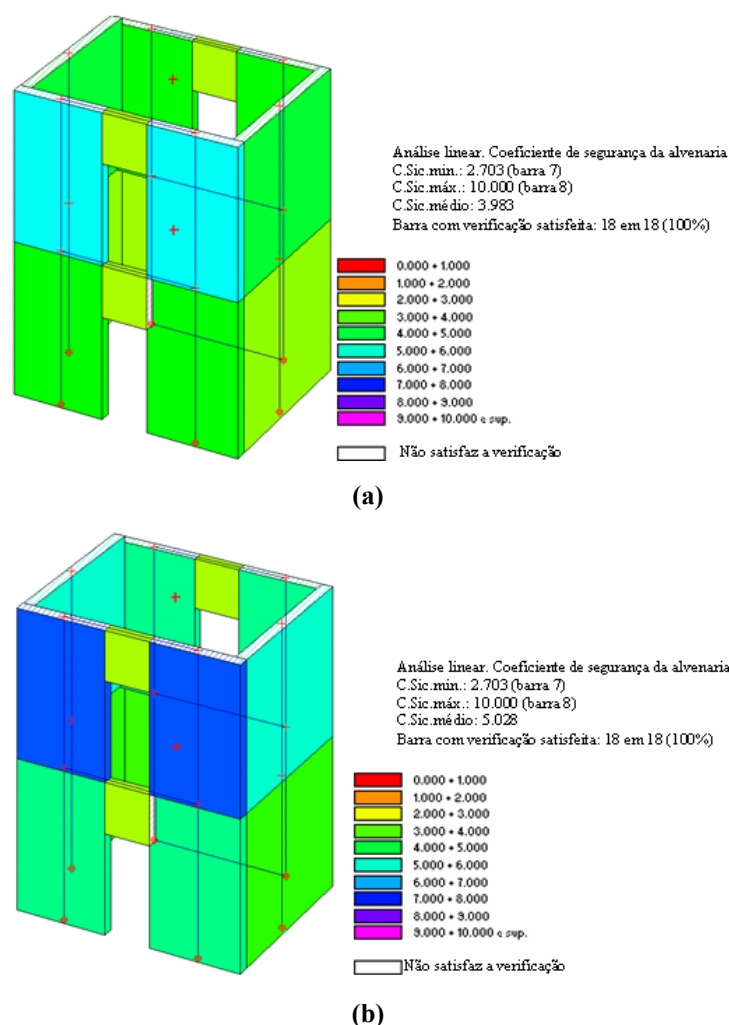 Análise linear. Coeficiente de segurança da alvenaria
C.Sic.min.: 2.703 (barra 7)
C.Sic.máx.: 10.000 (barra 8)
C.Sic.médio: 3.983
Barra com verificação satisfeita: 18 em 18 (100%)
0.000 ÷ 1.000
1.000 ÷ 2.000
2.000 ÷ 3.000
3.000 ÷ 4.000
4.000 ÷ 5.000
5.000 ÷ 6.000
6.000 ÷ 7.000
7.000 ÷ 8.000
8.000 ÷ 9.000
9.000 ÷ 10.000 e sup.
Não satisfaz a verificação
(a)
Análise linear. Coeficiente de segurança da alvenaria
C.Sic.min.: 2.703 (barra 7)
C.Sic.máx.: 10.000 (barra 8)
C.Sic.médio: 5.028
Barra com verificação satisfeita: 18 em 18 (100%)
0.000 ÷ 1.000
1.000 ÷ 2.000
2.000 ÷ 3.000
3.000 ÷ 4.000
4.000 ÷ 5.000
5.000 ÷ 6.000
6.000 ÷ 7.000
7.000 ÷ 8.000
8.000 ÷ 9.000
9.000 ÷ 10.000 e sup.
Não satisfaz a verificação
(b)